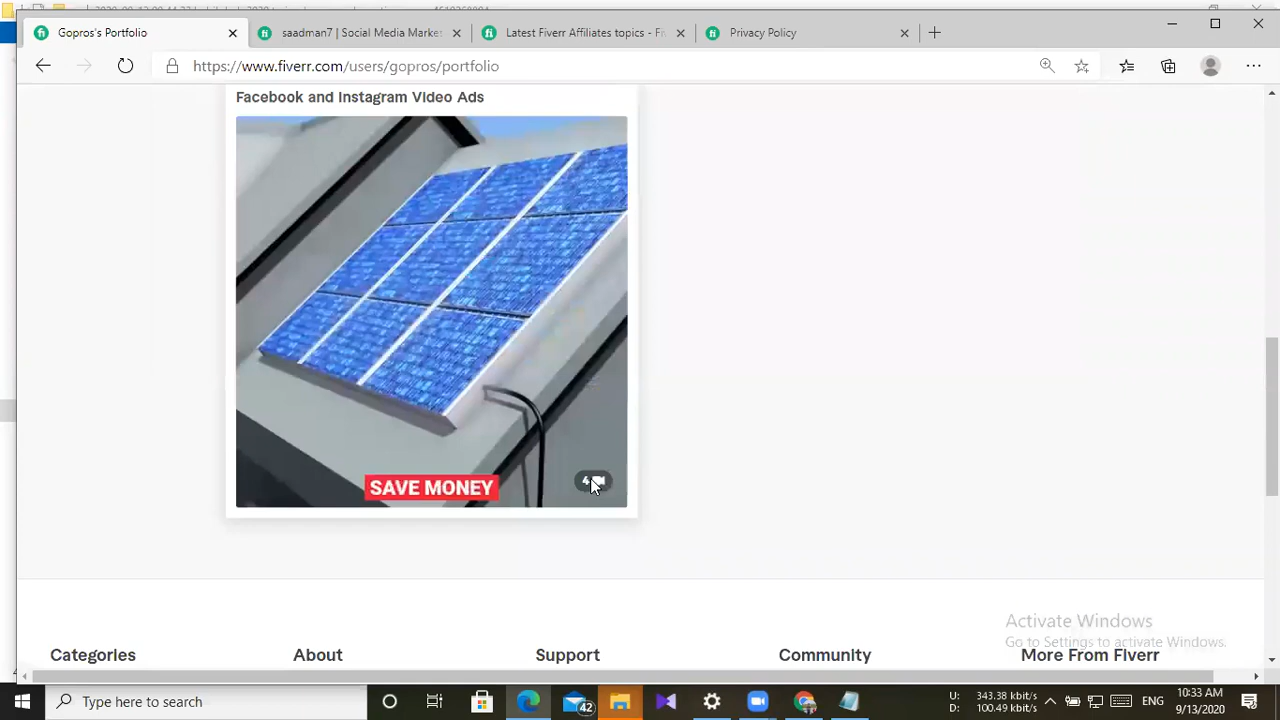 Gopros's Portfolio
saadman7 | Social Media Marke
Latest Fiverr Affiliates topics - Fi
Privacy Policy
https://www.fiverr.com/users/gopros/portfolio
Facebook and Instagram Video Ads
SAVE MONEY
Activate Windows
Go to Settings to activate Windows.
Categories
About
Support
Community
More From Fiverr
Type here to search
42
U: 343.38 kbit/s
D: 100.49 kbit/s
ENG
10:33 AM
9/13/2020